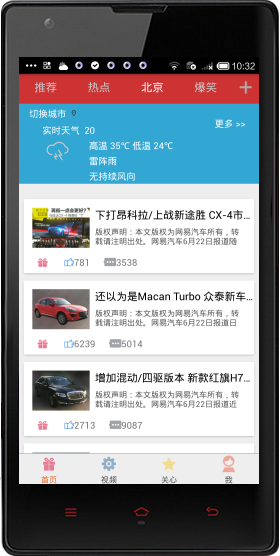 10:32
推荐 热点 北京 爆笑
切换城市
实时天气 20
更多 >>
高温 35℃ 低温 24℃
雷阵雨
无持续风向
下打昂科拉/上战新途胜 CX-4市...
版权声明：本文版权为网易汽车所有，转
载请注明出处。网易汽车6月22日报道随
781 3538
还以为是Macan Turbo 众泰新车...
版权声明：本文版权为网易汽车所有，转
载请注明出处。网易汽车6月22日报道日
6239 5014
增加混动/四驱版本 新款红旗H7...
版权声明：本文版权为网易汽车所有，转
载请注明出处。网易汽车6月22日报道近
2713 9087
首页 视频 关心 我